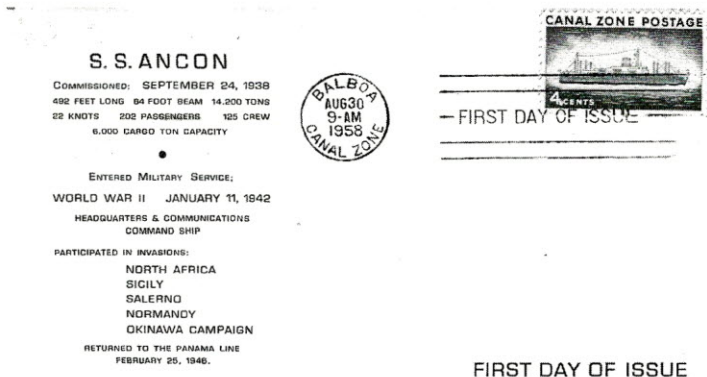 S.S. ANCON
COMMISSIONED: SEPTEMBER 24, 1938
492 FEET LONG 64 FOOT BEAM 14.200 TONS
22 KNOTS 202 PASSENGERS 125 CREW
6.000 CARGO TON CAPACITY
ENTERED MILITARY SERVICE;
WORLD WAR II JANUARY 11, 1942
HEADQUARTERS & COMMUNICATIONS
COMMAND SHIP
PARTICIPATED IN INVASIONS:
NORTH AFRICA
SICILY
SALERNO
NORMANDY
OKINAWA CAMPAIGN
RETURNED TO THE PANAMA LINE
FEBRUARY 25, 1946.
BALBOA
AUG30
9-AM
1958
CANAL ZONE
CANAL ZONE POSTAGE
4 CENTS
FIRST DAY OF ISSUE
FIRST DAY OF ISSUE